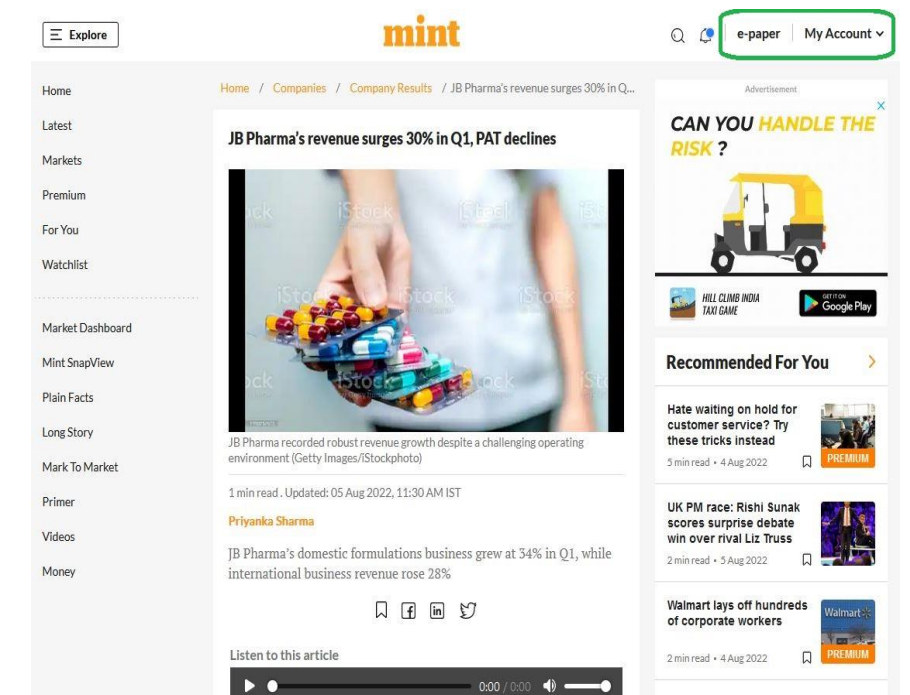 Explore
mint
e-paper
My Account
Home
Latest
Markets
Premium
For You
Watchlist
Market Dashboard
Mint SnapView
Plain Facts
Long Story
Mark To Market
Primer
Videos
Money
Home / Companies / Company Results / JB Pharma's revenue surges 30% in Q...
JB Pharma's revenue surges 30% in Q1, PAT declines
iStock
iStock
iStock
iStock
iStock
iStock
JB Pharma recorded robust revenue growth despite a challenging operating
environment (Getty Images/iStockphoto)
1 min read . Updated: 05 Aug 2022, 11:30 AM IST
Priyanka Sharma
JB Pharma's domestic formulations business grew at 34% in Q1, while
international business revenue rose 28%
Listen to this article
0:00 / 0:00
Advertisement
CAN YOU HANDLE THE
RISK ?
HILL CLIMB INDIA
TAXI GAME
GET IT ON
Google Play
Recommended For You
Hate waiting on hold for
customer service? Try
these tricks instead
5 min read • 4 Aug 2022
PREMIUM
UK PM race: Rishi Sunak
scores surprise debate
win over rival Liz Truss
2 min read • 5 Aug 2022
Walmart lays off hundreds
of corporate workers
2 min read • 4 Aug 2022
Walmart
PREMIUM